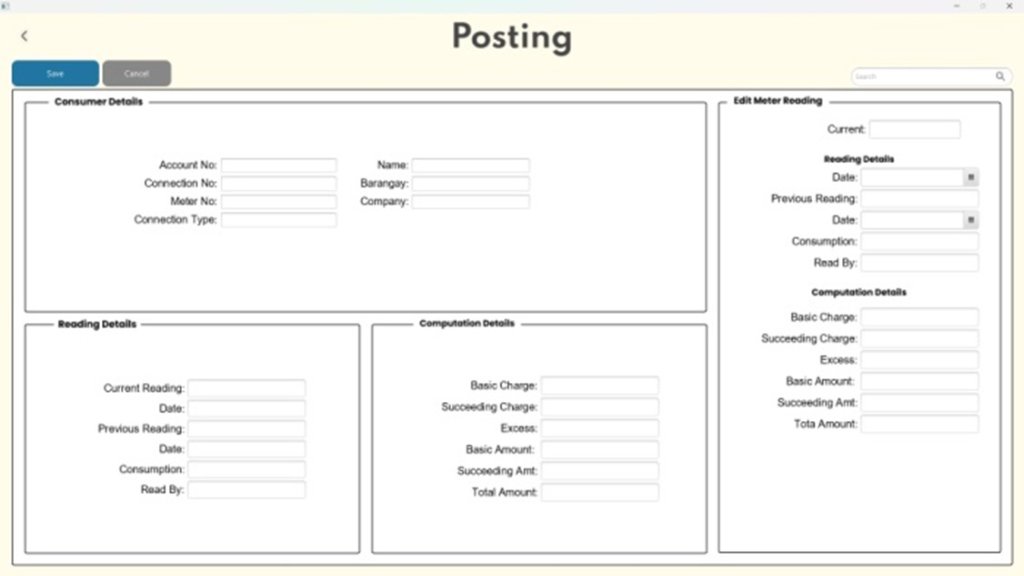 Posting
Save
Cancel
Search
Consumer Details
Account No:
Name:
Connection No:
Barangay:
Meter No:
Company:
Connection Type:
Reading Details
Current Reading:
Date:
Previous Reading:
Date:
Consumption:
Read By:
Computation Details
Basic Charge:
Succeeding Charge:
Excess:
Basic Amount:
Succeeding Amt:
Total Amount:
Edit Meter Reading
Current:
Reading Details
Date:
Previous Reading:
Date:
Consumption:
Read By:
Computation Details
Basic Charge:
Succeeding Charge:
Excess:
Basic Amount:
Succeeding Amt:
Tota Amount: